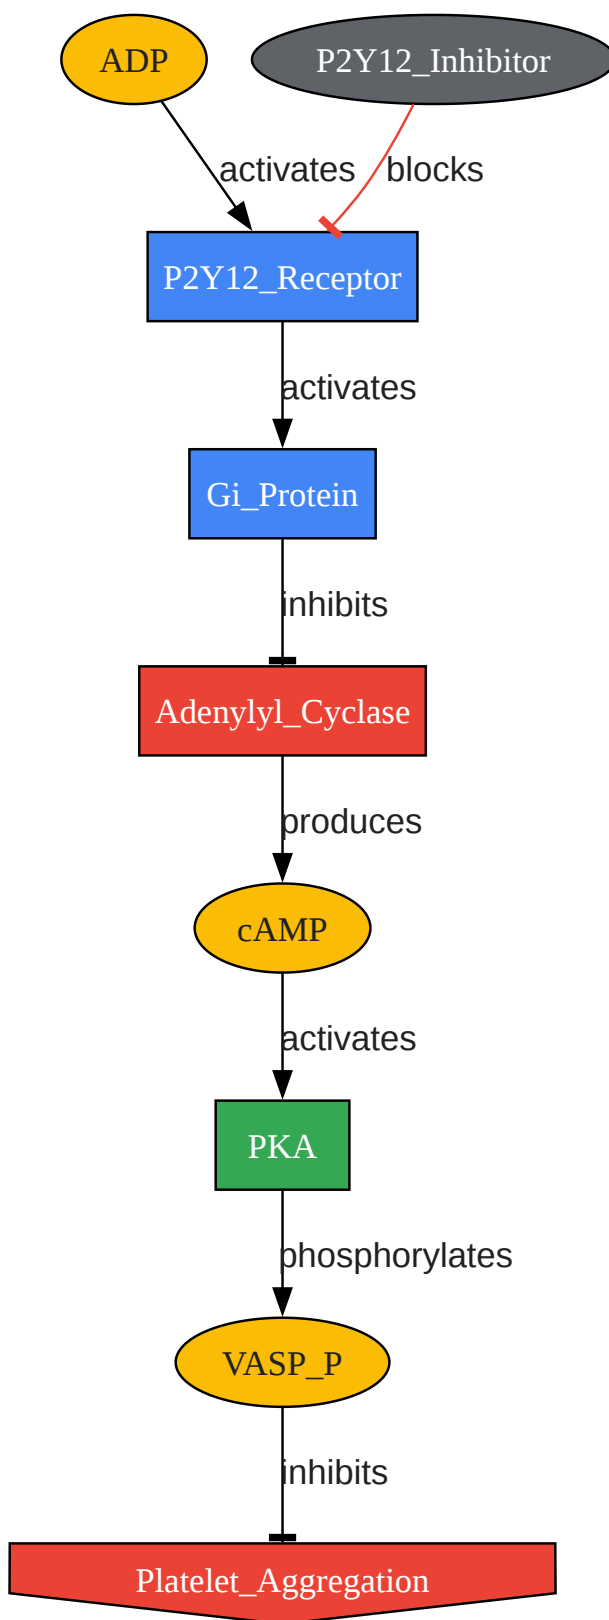 ADP
P2Y12_Inhibitor
activates
blocks
P2Y12_Receptor
activates
Gi_Protein
inhibits
Adenylyl_Cyclase
produces
cAMP
activates
PKA
phosphorylates
VASP_P
inhibits
Platelet_Aggregation